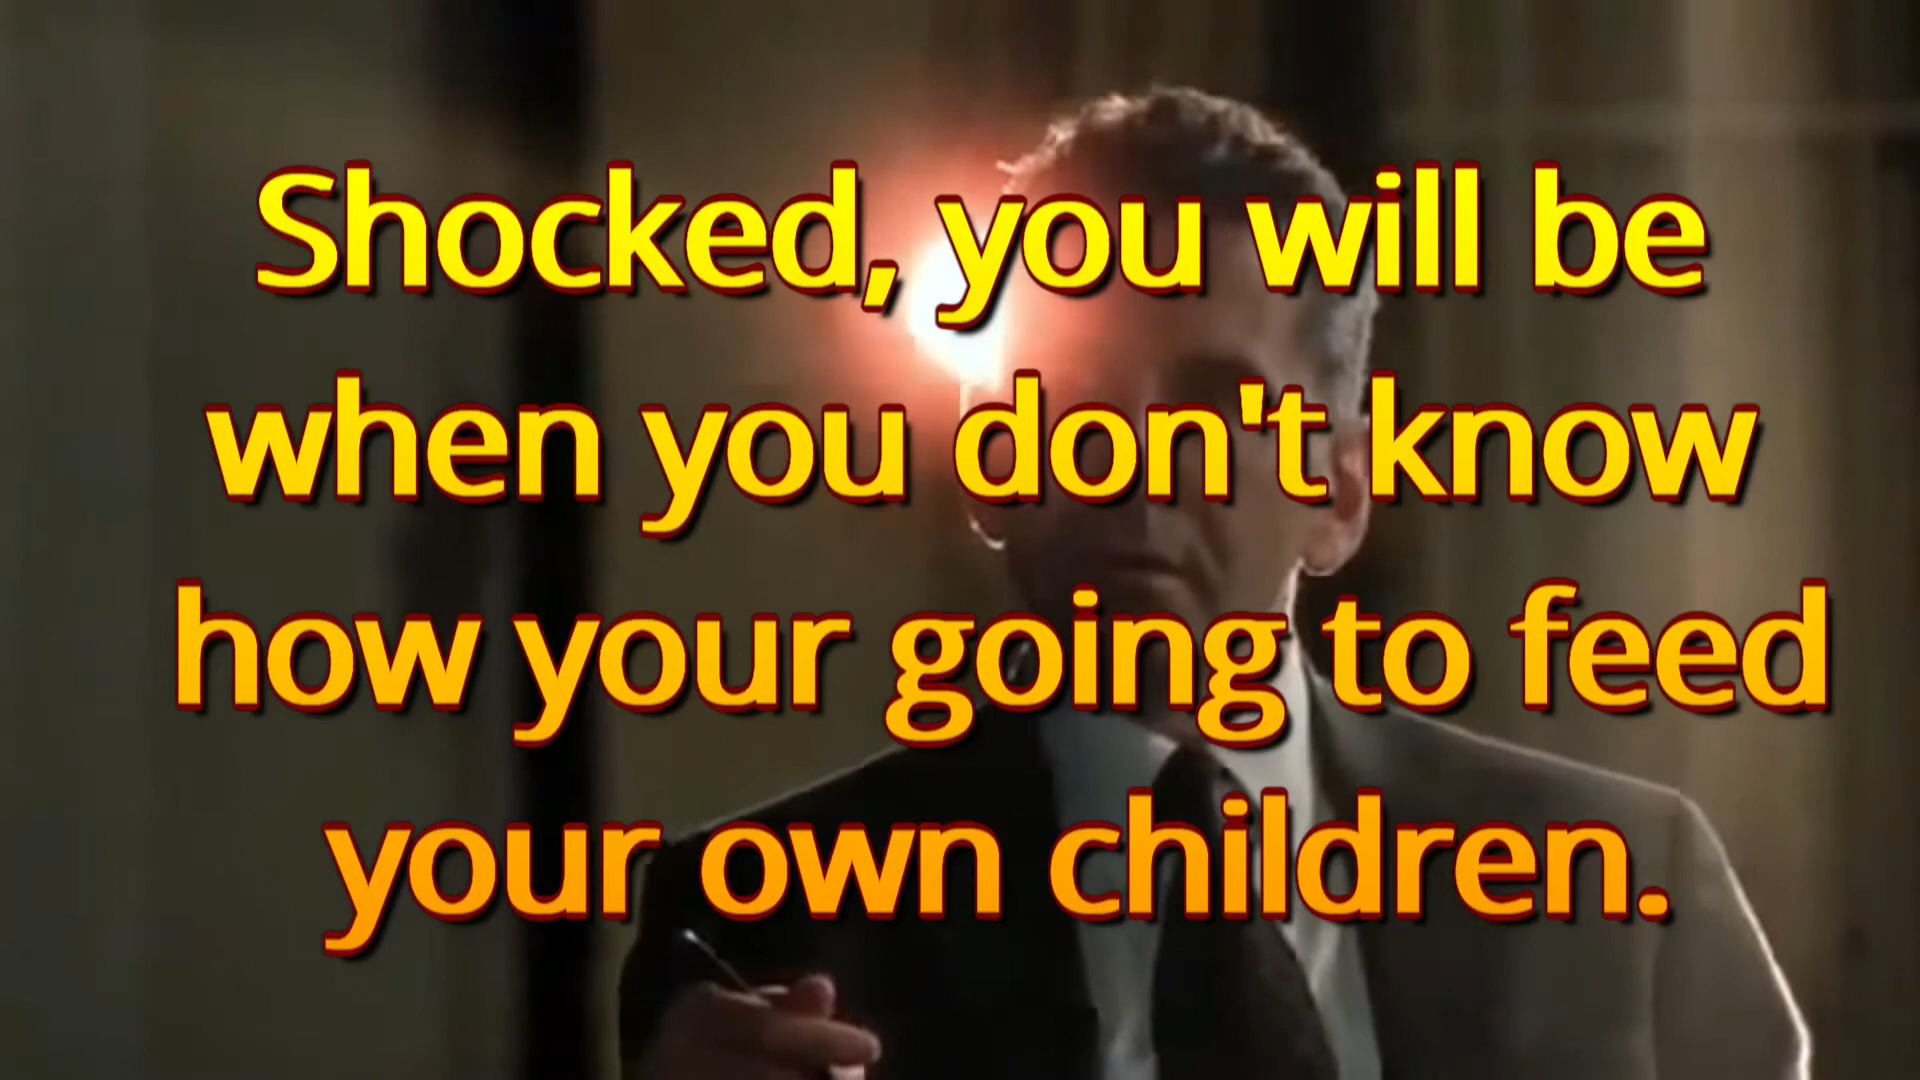 Shocked, you will be
when you don't know
how your going to feed
your own children.